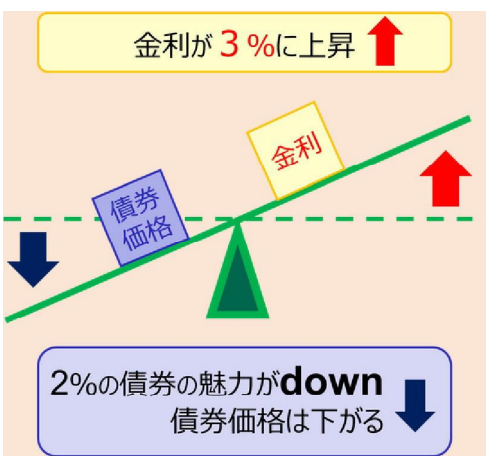 金利が3%に上昇
金利
債券
価格
2%の債券の魅力がdown
債券価格は下がる